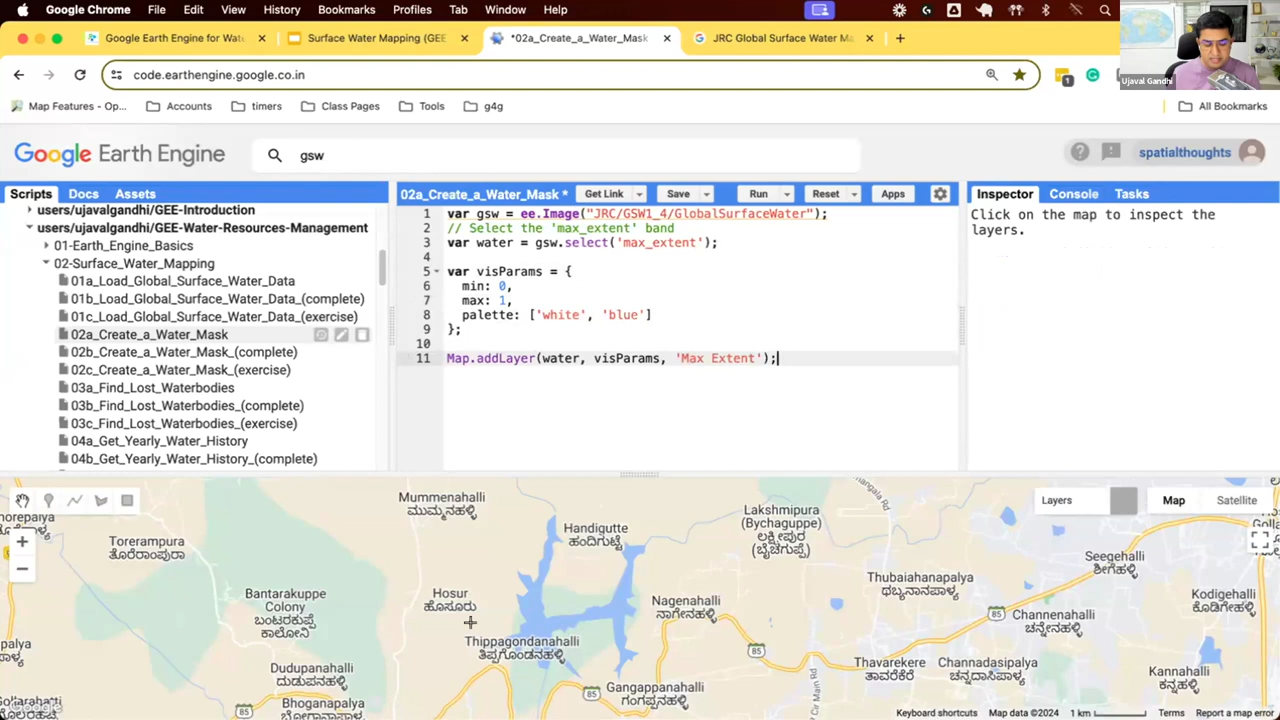 Google Chrome File Edit View History Bookmarks Profiles Tab Window Help
Google Earth Engine for Wate
Surface Water Mapping (GEE
*02a_Create_a_Water_Mask
JRC Global Surface Water Ma
code.earthengine.google.co.in
1
Ujaval Gandhi
Map Features - Op...
Accounts
timers
Class Pages
Tools
g4g
All Bookmarks
Google Earth Engine
gsw
spatialthoughts
Scripts Docs Assets
02a_Create_a_Water_Mask *
Get Link Save Run Reset Apps
Inspector Console Tasks
users/ujavalgandhi/GEE-Introduction
users/ujavalgandhi/GEE-Water-Resources-Management
01-Earth_Engine_Basics
02-Surface_Water_Mapping
01a_Load_Global_Surface_Water_Data
01b_Load_Global_Surface_Water_Data_(complete)
01c_Load_Global_Surface_Water_Data_(exercise)
02a_Create_a_Water_Mask
02b_Create_a_Water_Mask_(complete)
02c_Create_a_Water_Mask_(exercise)
03a_Find_Lost_Waterbodies
03b_Find_Lost_Waterbodies_(complete)
03c_Find_Lost_Waterbodies_(exercise)
04a_Get_Yearly_Water_History
04b_Get_Yearly_Water_History_(complete)
1 var gsw = ee.Image("JRC/GSW1_4/GlobalSurfaceWater");
2 // Select the 'max_extent' band
3 var water = gsw.select('max_extent');
4
5 var visParams = {
6 min: 0,
7 max: 1,
8 palette: ['white', 'blue']
9 };
10
11 Map.addLayer(water, visParams, 'Max Extent');
Click on the map to inspect the
layers.
Layers
Map Satellite
Mummenahalli
ಮುಮ್ಮನಹಳ್ಳಿ
Torerampura
ತೊರೆರಾಂಪುರಾ
Handigutte
ಹಂದಿಗುಟ್ಟೆ
Lakshmipura
(Bychaguppe)
ಲಕ್ಷ್ಮೀಪುರ
(ಬೈಚಗುಪ್ಪೆ)
Seegehalli
ಶೀಗೆಹಳ್ಳಿ
Bantarakuppe
Colony
ಬಂಟರಕುಪ್ಪೆ
ಕಾಲೋನಿ
Hosur
ಹೊಸೂರು
Nagenahalli
ನಾಗೇನಹಳ್ಳಿ
Thubaiahanapalya
Channenahalli
ಚನ್ನೇನಹಳ್ಳಿ
Kodigehalli
ಕೊಡಿಗೇಹಳ್ಳಿ
Thippagondanahalli
ತಿಪ್ಪಗೊಂಡನಹಳ್ಳಿ
Dudupanahalli
ದುಡುಪನಹಳ್ಳಿ
Thavarekere
ತಾವರೆಕೆರೆ
Channadasipalya
ಚನ್ನದಾಸಿಪಾಳ್ಯ
Kannahalli
ಕನ್ನಹಳ್ಳಿ
Gangappanahalli
ಗಂಗಪ್ಪನಹಳ್ಳಿ
Bhoganapalya
85
85
85
85
Google
Keyboard shortcuts Map data ©2024 1 km Terms Report a map error